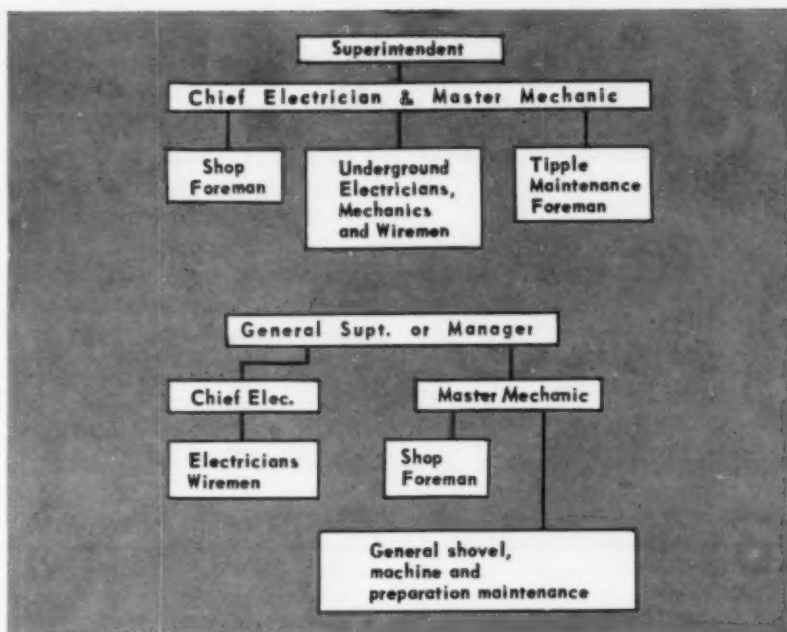 Superintendent
Chief Electrician & Master Mechanic
Shop
Foreman
Underground
Electricians,
Mechanics
and Wiremen
Tipple
Maintenance
Foreman
General Supt. or Manager
Chief Elec.
Master Mechanic
Electricians
Wiremen
Shop
Foreman
General shovel,
machine and
preparation maintenance